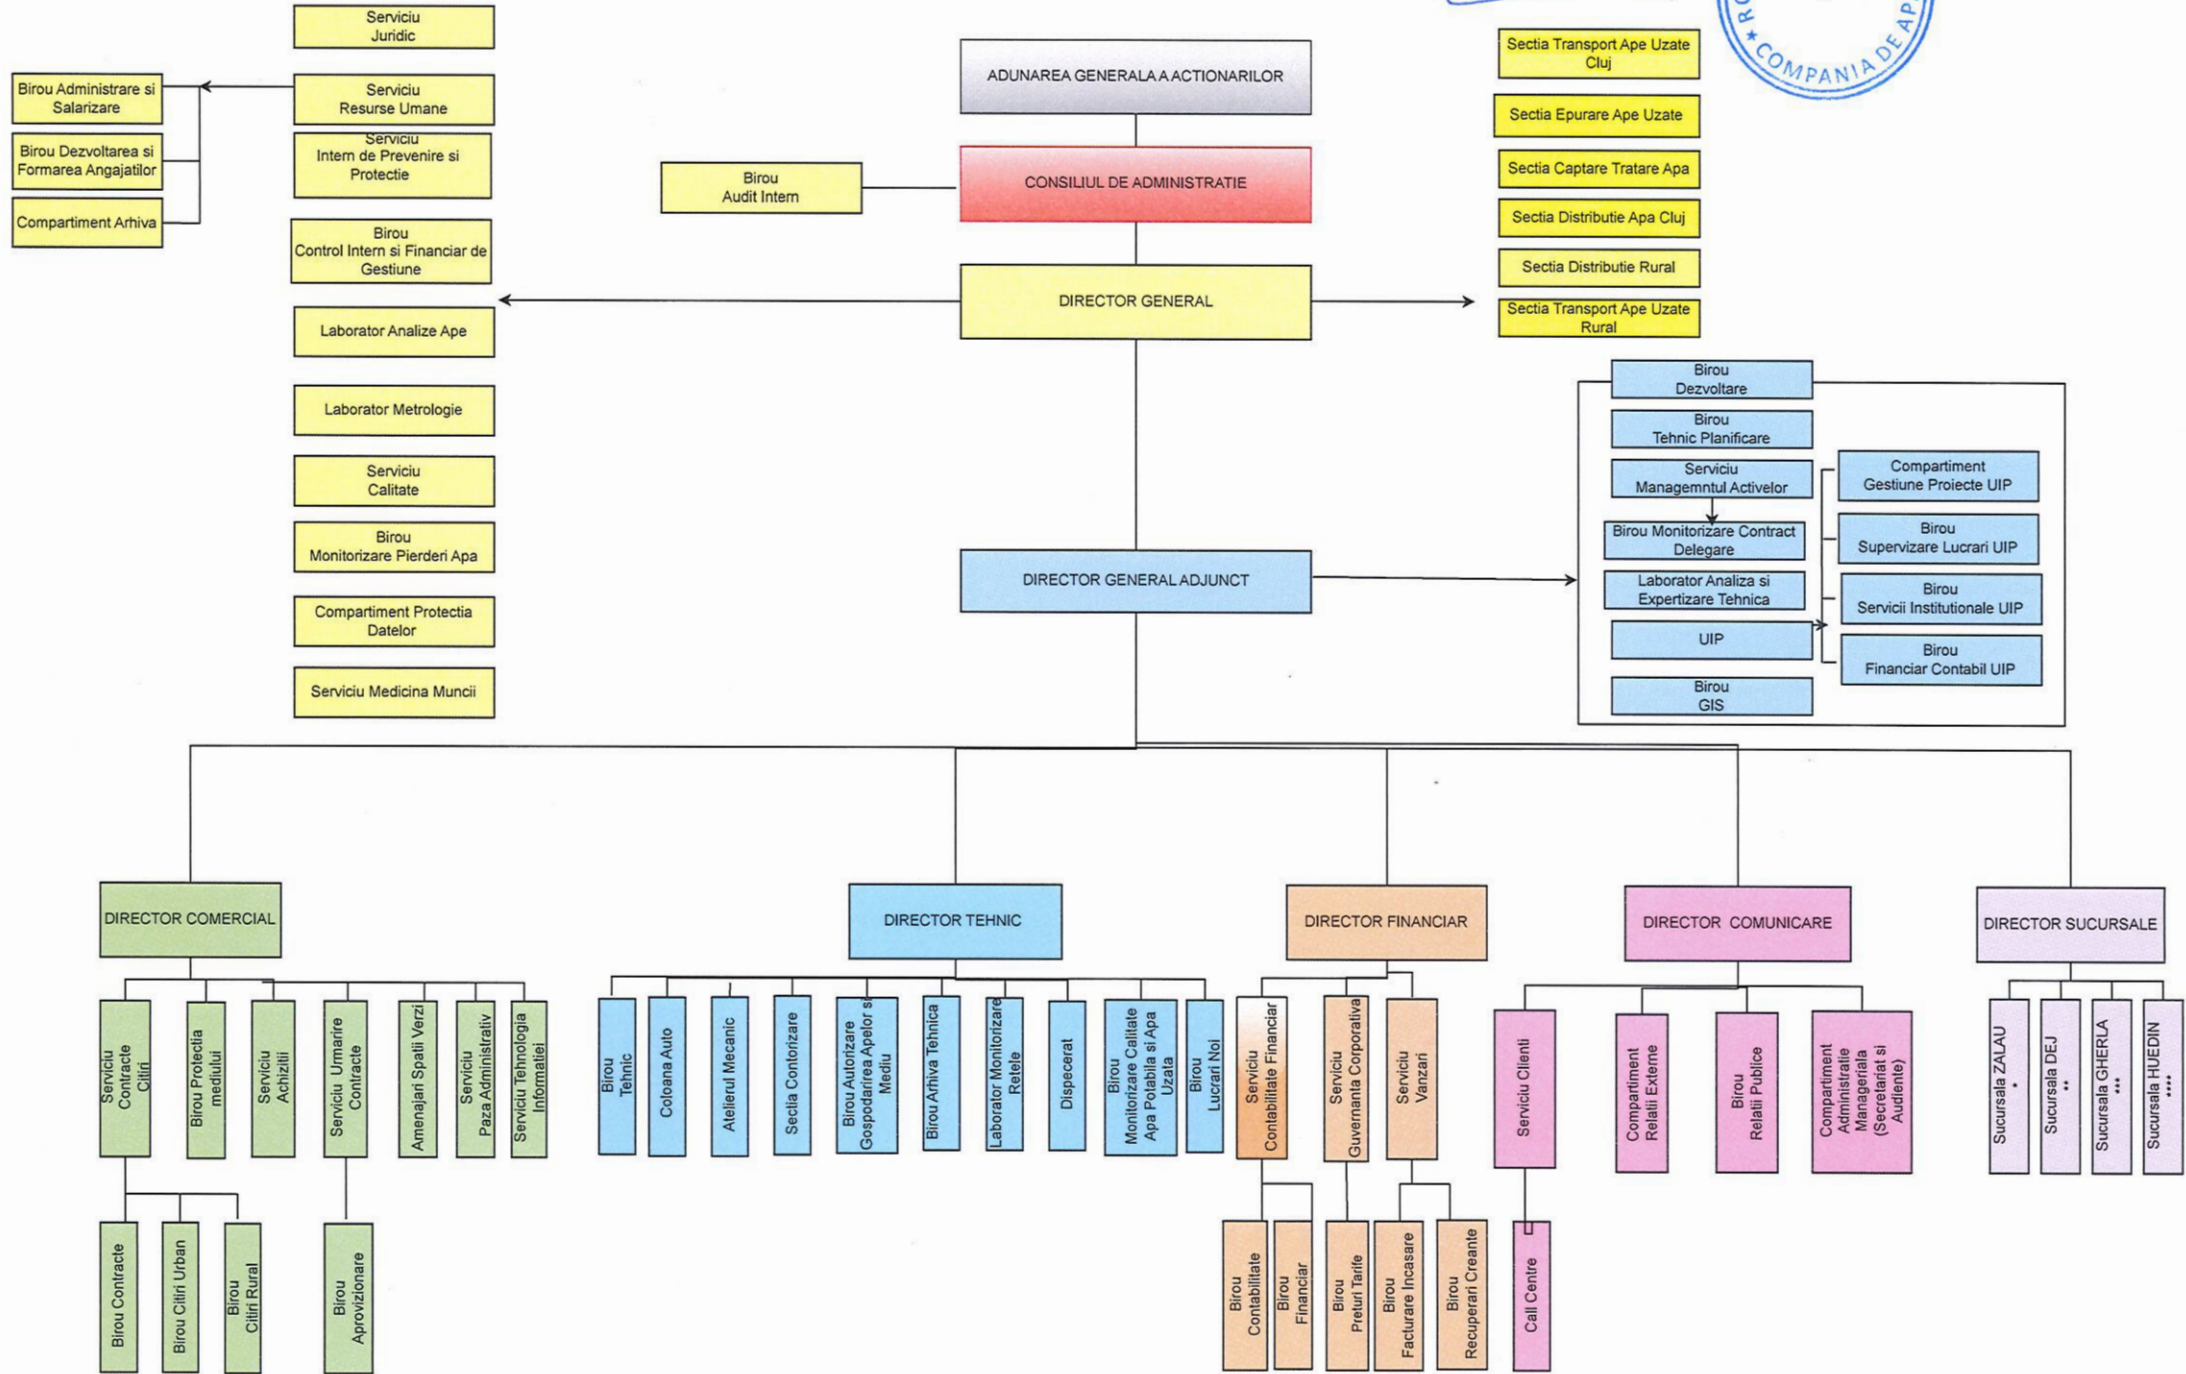 Serviciu
Juridic
Birou Administrare si
Salarizare
Serviciu
Resurse Umane
Birou Dezvoltarea si
Formarea Angajatilor
Serviciu
Intern de Prevenire si
Protectie
Compartiment Arhiva
Birou
Control Intern si Financiar de
Gestiune
Laborator Analize Ape
Laborator Metrologie
Serviciu
Calitate
Birou
Monitorizare Pierderi Apa
Compartiment Protectia
Datelor
Serviciu Medicina Muncii
ADUNAREA GENERALA A ACTIONARILOR
Birou
Audit Intern
CONSILIUL DE ADMINISTRATIE
DIRECTOR GENERAL
DIRECTOR GENERAL ADJUNCT
COMPANIA DE AP
Sectia Transport Ape Uzate
Cluj
Sectia Epurare Ape Uzate
Sectia Captare Tratare Apa
Sectia Distributie Apa Cluj
Sectia Distributie Rural
Sectia Transport Ape Uzate
Rural
Birou
Dezvoltare
Birou
Tehnic Planificare
Serviciu
Managemntul Activelor
Birou Monitorizare Contract
Delegare
Laborator Analiza si
Expertizare Tehnica
UIP
Birou
GIS
Compartiment
Gestiune Proiecte UIP
Birou
Supervizare Lucrari UIP
Birou
Servicii Institutionale UIP
Birou
Financiar Contabil UIP
DIRECTOR COMERCIAL
Serviciu
Contracte
Citiri
Birou Protectia
mediului
Serviciu
Achizitii
Serviciu Urmarire
Contracte
Amenajari Spatii Verzi
Serviciu
Paza Administrativ
Serviciu Tehnologia
Informatiei
Birou Contracte
Birou Citiri Urban
Birou
Citiri Rural
Birou
Aprovizionare
DIRECTOR TEHNIC
Birou
Tehnic
Coloana Auto
Atelierul Mecanic
Sectia Contorizare
Birou Autorizare
Gospodarirea Apelor si
Mediu
Birou Arhiva Tehnica
Laborator Monitorizare
Retele
Dispecerat
Birou
Monitorizare Calitate
Apa Potabila si Apa
Uzata
Birou
Lucrari Noi
DIRECTOR FINANCIAR
Serviciu
Contabilitate Financiar
Serviciu
Guvernanta Corporativa
Serviciu
Vanzari
Birou
Contabilitate
Birou
Financiar
Birou
Preturi Tarife
Birou
Facturare Incasare
Birou
Recuperari Creante
DIRECTOR COMUNICARE
Serviciu Clienti
Compartiment
Relatii Externe
Birou
Relatii Publice
Compartiment
Administratie
Manageriala
(Secretariat si
Audiente)
Call Centre
DIRECTOR SUCURSALE
Sucursala ZALAU
*
Sucursala DEJ
**
Sucursala GHERLA
***
Sucursala HUEDIN
****